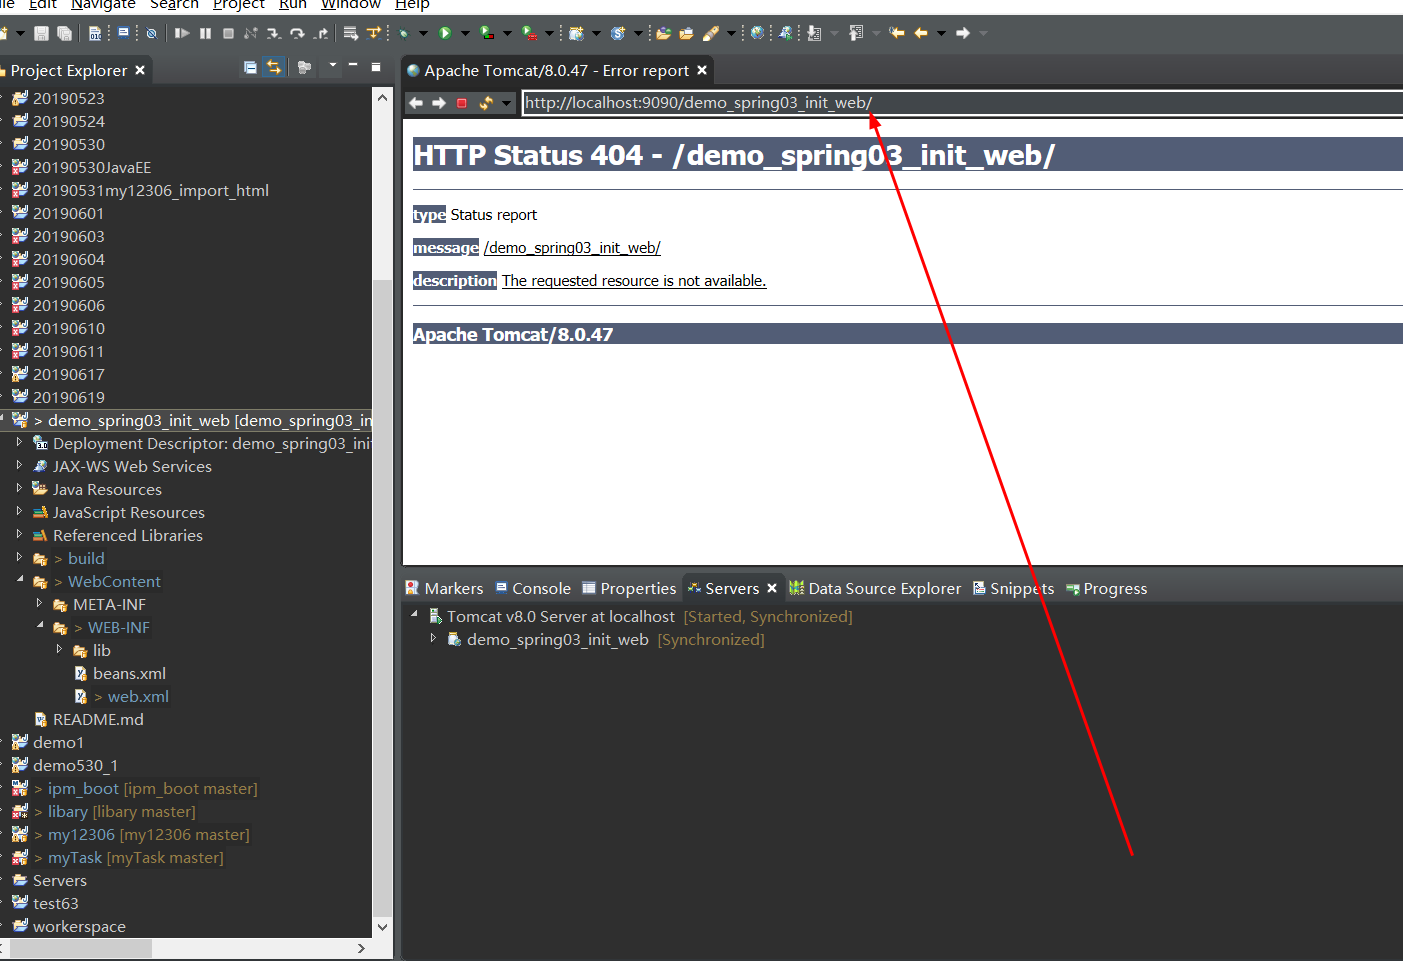 Edit Navigate Search Project Run Window Help
Project Explorer
20190523
20190524
20190530
20190530JavaEE
20190531my12306_import_html
20190601
20190603
20190604
20190605
20190606
20190610
20190611
20190617
20190619
> demo_spring03_init_web [demo_spring03_in
Deployment Descriptor: demo_spring03_ini
JAX-WS Web Services
Java Resources
JavaScript Resources
Referenced Libraries
> build
> WebContent
META-INF
> WEB-INF
lib
beans.xml
> web.xml
README.md
demo1
demo530_1
> ipm_boot [ipm_boot master]
> libary [libary master]
> my12306 [my12306 master]
> myTask [myTask master]
Servers
test63
workerspace
Apache Tomcat/8.0.47 - Error report
http://localhost:9090/demo_spring03_init_web/
HTTP Status 404 - /demo_spring03_init_web/
type Status report
message /demo_spring03_init_web/
description The requested resource is not available.
Apache Tomcat/8.0.47
Markers Console Properties Servers Data Source Explorer Snippets Progress
Tomcat v8.0 Server at localhost [Started, Synchronized]
demo_spring03_init_web [Synchronized]